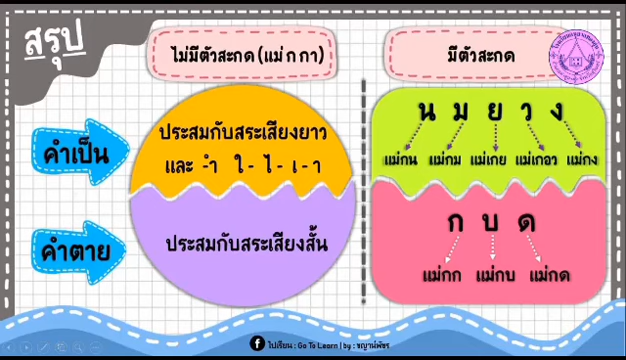 สรุป
ไม่มีตัวสะกด (แม่ ก กา)
มีตัวสะกด
คำเป็น
ประสมกับสระเสียงยาว
และ -ำ ใ- ไ- เ-า
น ม ย ว ง
แม่กน แม่กม แม่เกย แม่เกอว แม่กง
คำตาย
ประสมกับสระเสียงสั้น
ก บ ด
แม่กก แม่กบ แม่กด
ไปเรียน : Go To Learn | by : ชญาน์พัชร